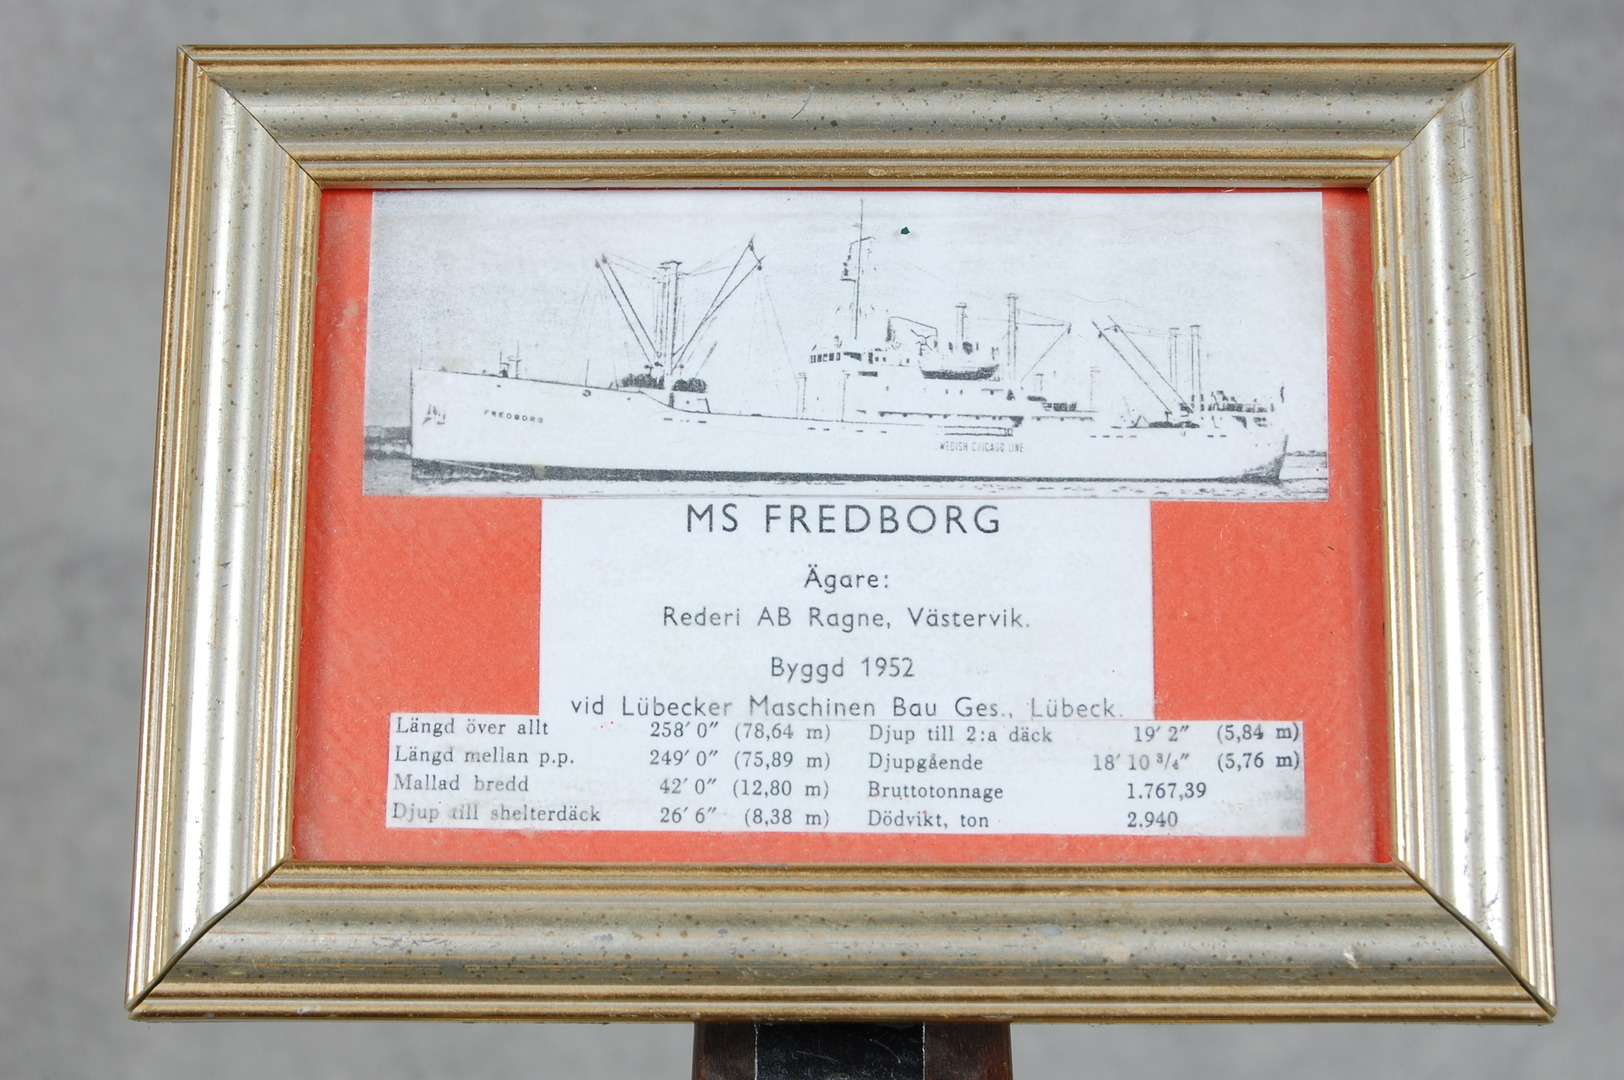 FREDBORG
WEDISH CHICAGO LINE
MS FREDBORG
Ägare:
Rederi AB Ragne, Västervik.
Byggd 1952
vid Lübecker Maschinen Bau Ges., Lübeck.
Längd över allt 258′ 0″ (78,64 m) Djup till 2:a däck 19′ 2″ (5,84 m)
Längd mellan p.p. 249′ 0″ (75,89 m) Djupgående 18′ 10 ³/₄″ (5,76 m)
Mallad bredd 42′ 0″ (12,80 m) Bruttotonnage 1.767,39
Djup till shelterdäck 26′ 6″ (8,38 m) Dödvikt, ton 2.940